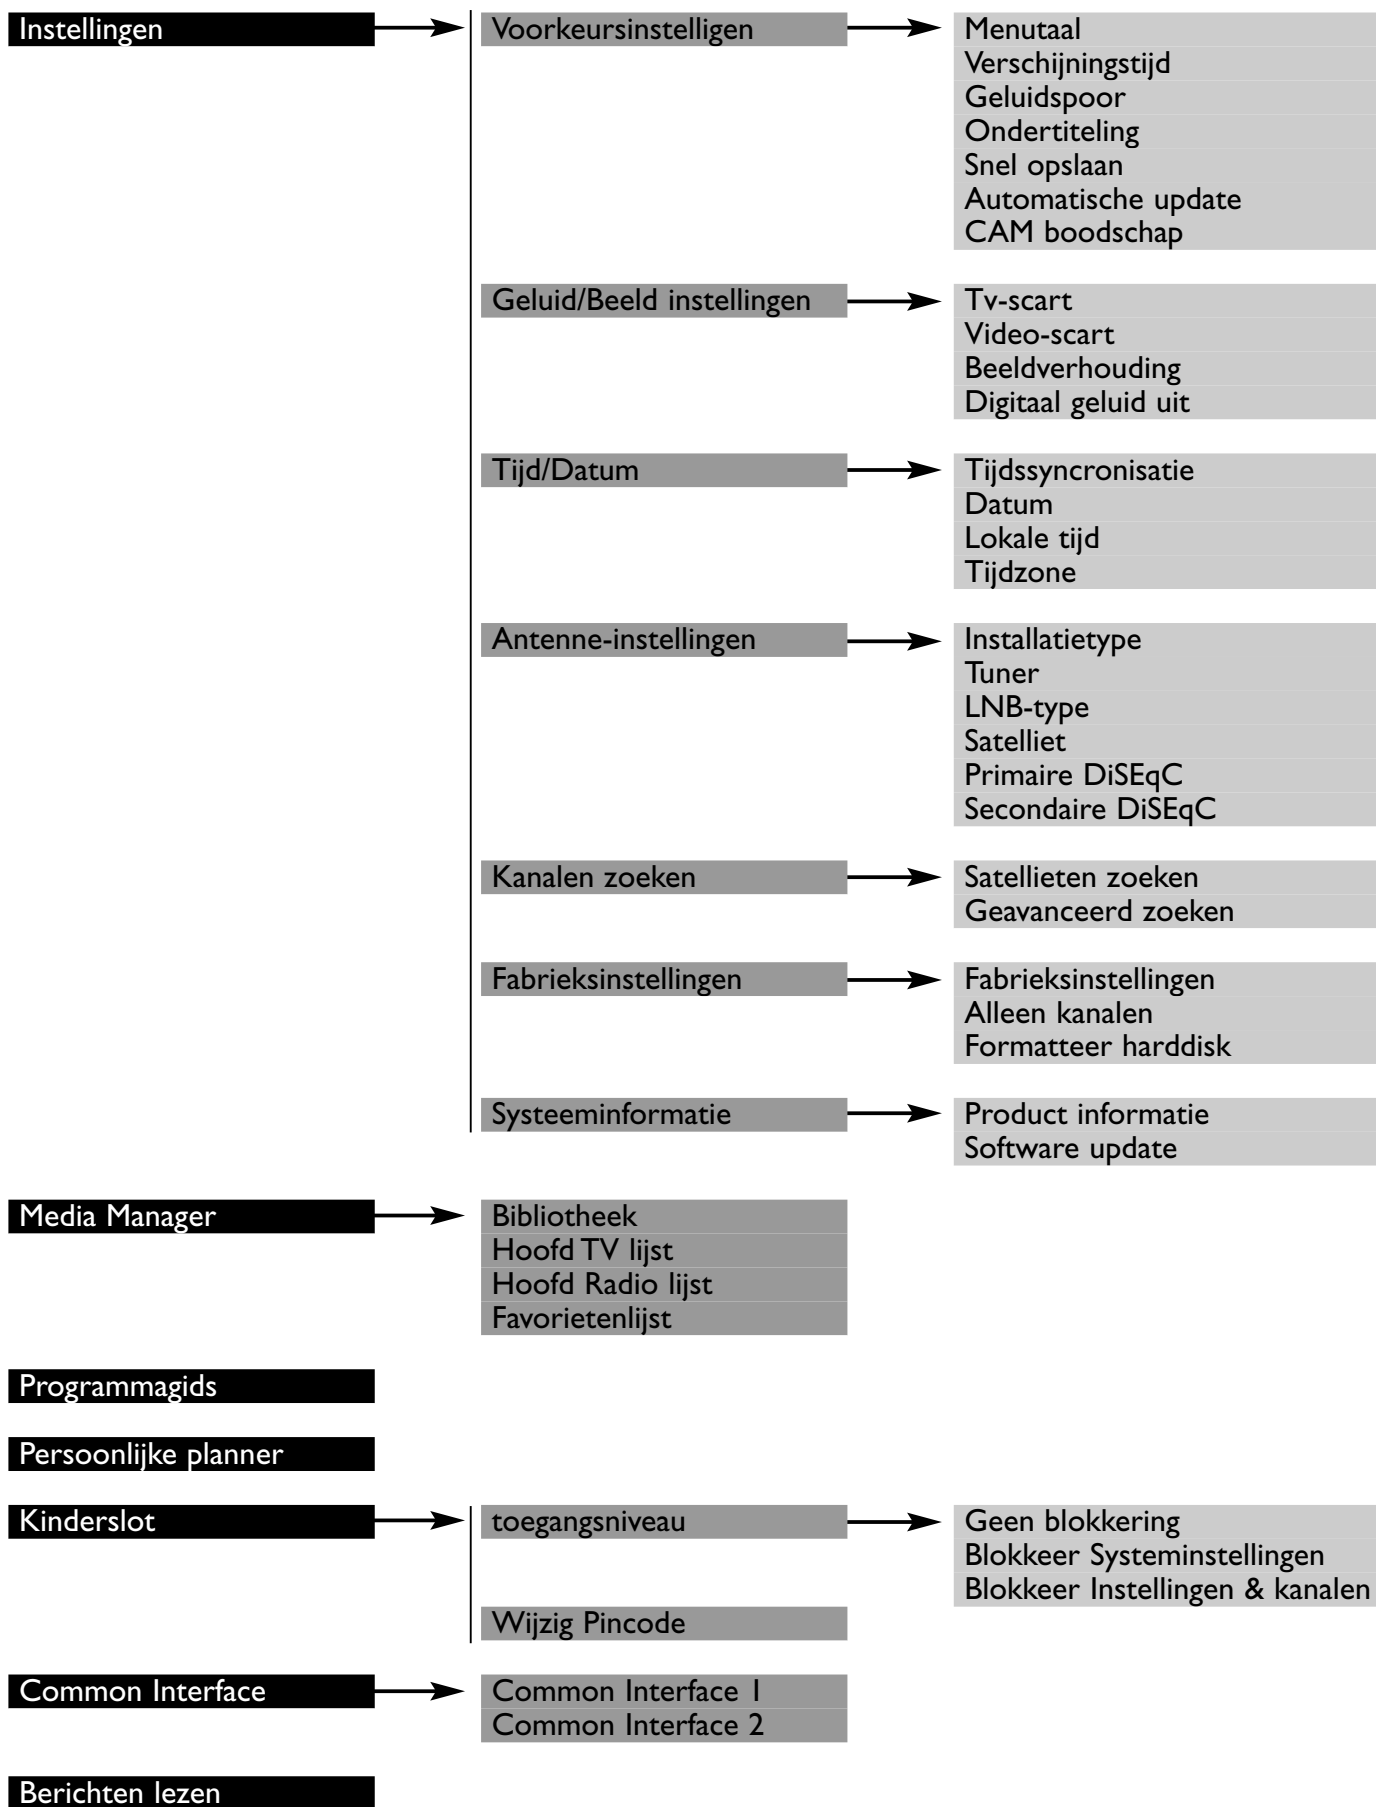 Instellingen
Voorkeursinstelligen
Menutaal
Verschijningstijd
Geluidspoor
Ondertiteling
Snel opslaan
Automatische update
CAM boodschap
Geluid/Beeld instellingen
Tv-scart
Video-scart
Beeldverhouding
Digitaal geluid uit
Tijd/Datum
Tijdssyncronisatie
Datum
Lokale tijd
Tijdzone
Antenne-instellingen
Installatietype
Tuner
LNB-type
Satelliet
Primaire DiSEqC
Secondaire DiSEqC
Kanalen zoeken
Satellieten zoeken
Geavanceerd zoeken
Fabrieksinstellingen
Fabrieksinstellingen
Alleen kanalen
Formatteer harddisk
Systeeminformatie
Product informatie
Software update
Media Manager
Bibliotheek
Hoofd TV lijst
Hoofd Radio lijst
Favorietenlijst
Programmagids
Persoonlijke planner
Kinderslot
toegangsniveau
Geen blokkering
Blokkeer Systeminstellingen
Blokkeer Instellingen & kanalen
Wijzig Pincode
Common Interface
Common Interface 1
Common Interface 2
Berichten lezen